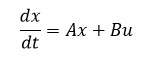 dx/dt = Ax + Bu